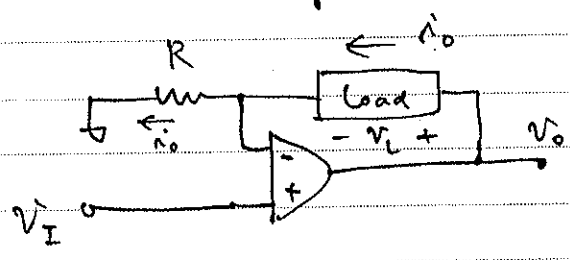 i₀
R
Load
i₀
- v_L +
v₀
-
+
V_I